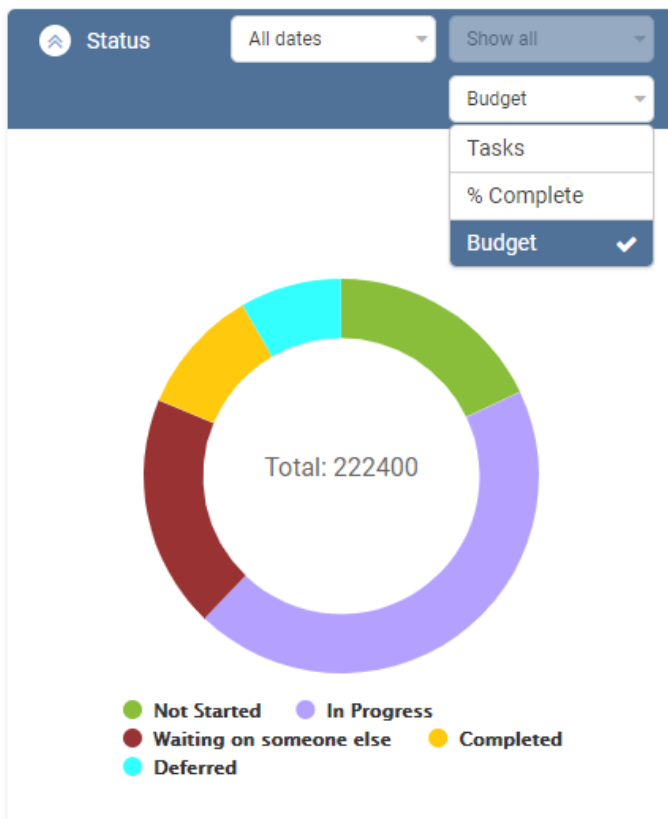 Status All dates Show all
Budget
Tasks
% Complete
Budget
Total: 222400
Not Started In Progress
Waiting on someone else Completed
Deferred